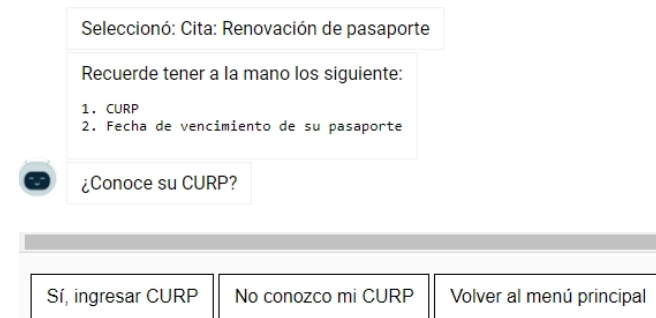 Seleccionó: Cita: Renovación de pasaporte
Recuerde tener a la mano los siguiente:
1. CURP
2. Fecha de vencimiento de su pasaporte
¿Conoce su CURP?
Sí, ingresar CURP
No conozco mi CURP
Volver al menú principal